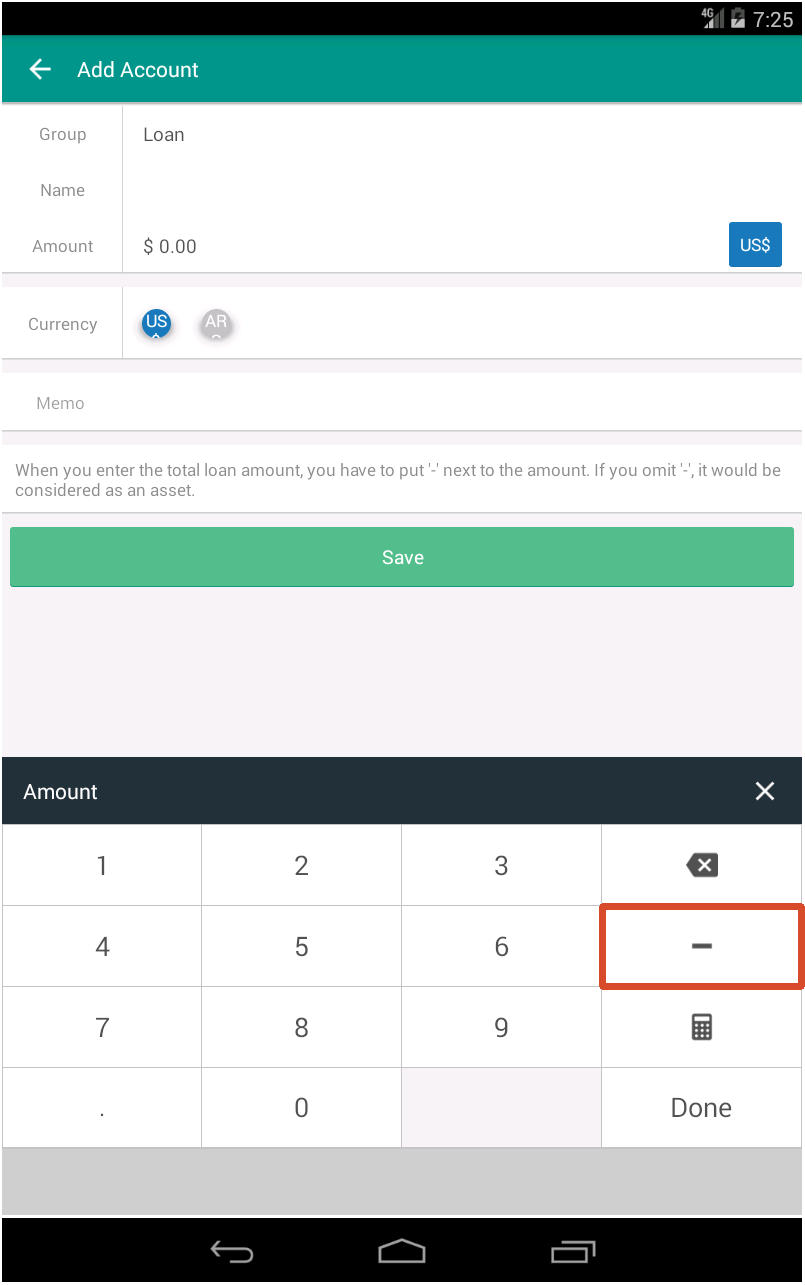 4G 7:25
Add Account
Group Loan
Name
Amount $ 0.00 US$
Currency US AR
Memo
When you enter the total loan amount, you have to put '-' next to the amount. If you omit '-', it would be
considered as an asset.
Save
Amount
1 2 3
4 5 6 -
7 8 9
. 0 Done